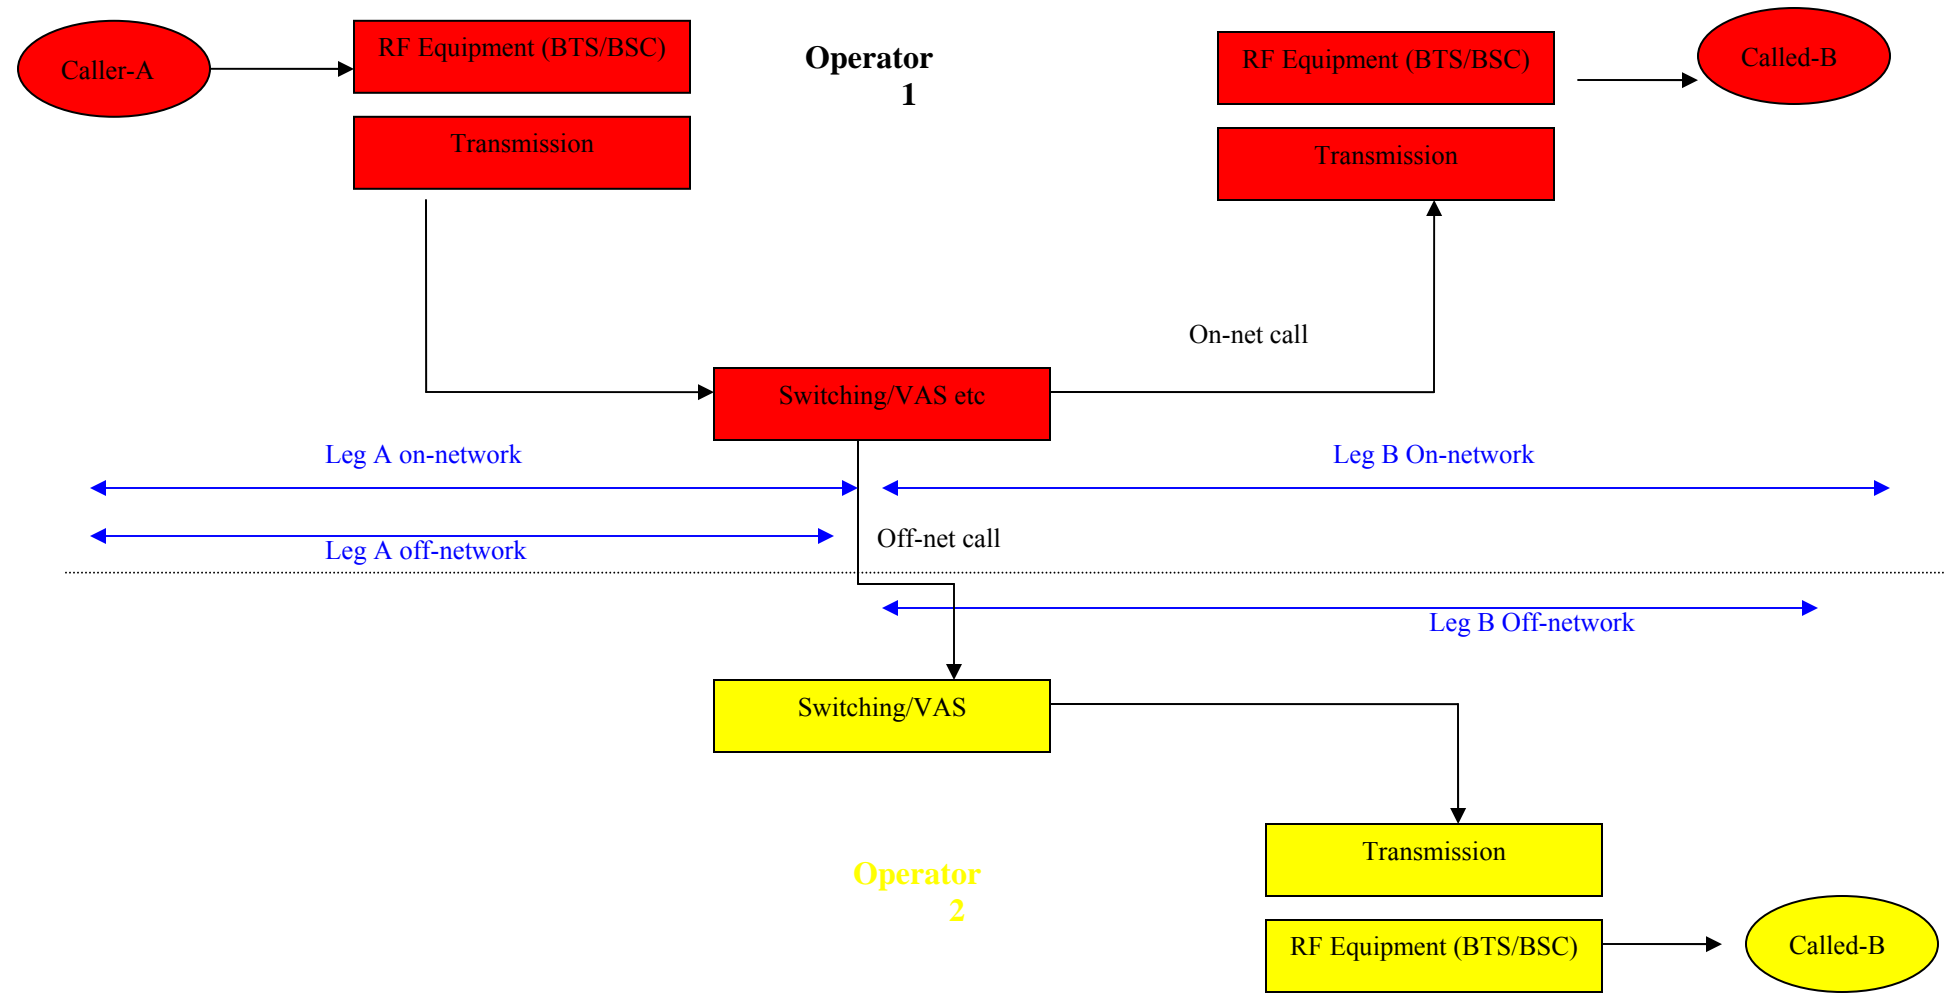 Caller-A
RF Equipment (BTS/BSC)
Operator
1
RF Equipment (BTS/BSC)
Called-B
Transmission
Transmission
On-net call
Switching/VAS etc
Leg A on-network
Leg B On-network
Off-net call
Leg A off-network
Leg B Off-network
Switching/VAS
Transmission
Operator
2
RF Equipment (BTS/BSC)
Called-B